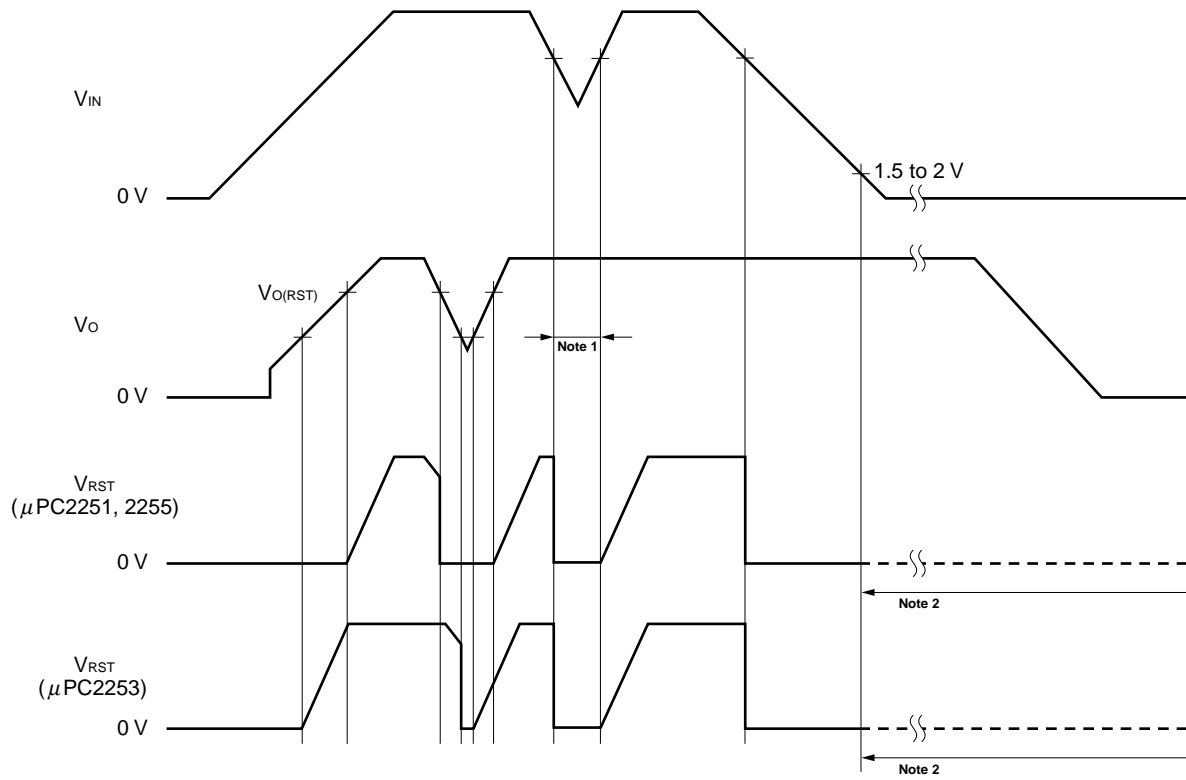 VIN
0 V
1.5 to 2 V
VO(RST)
VO
Note 1
0 V
VRST
(μPC2251, 2255)
0 V
Note 2
VRST
(μPC2253)
0 V
Note 2